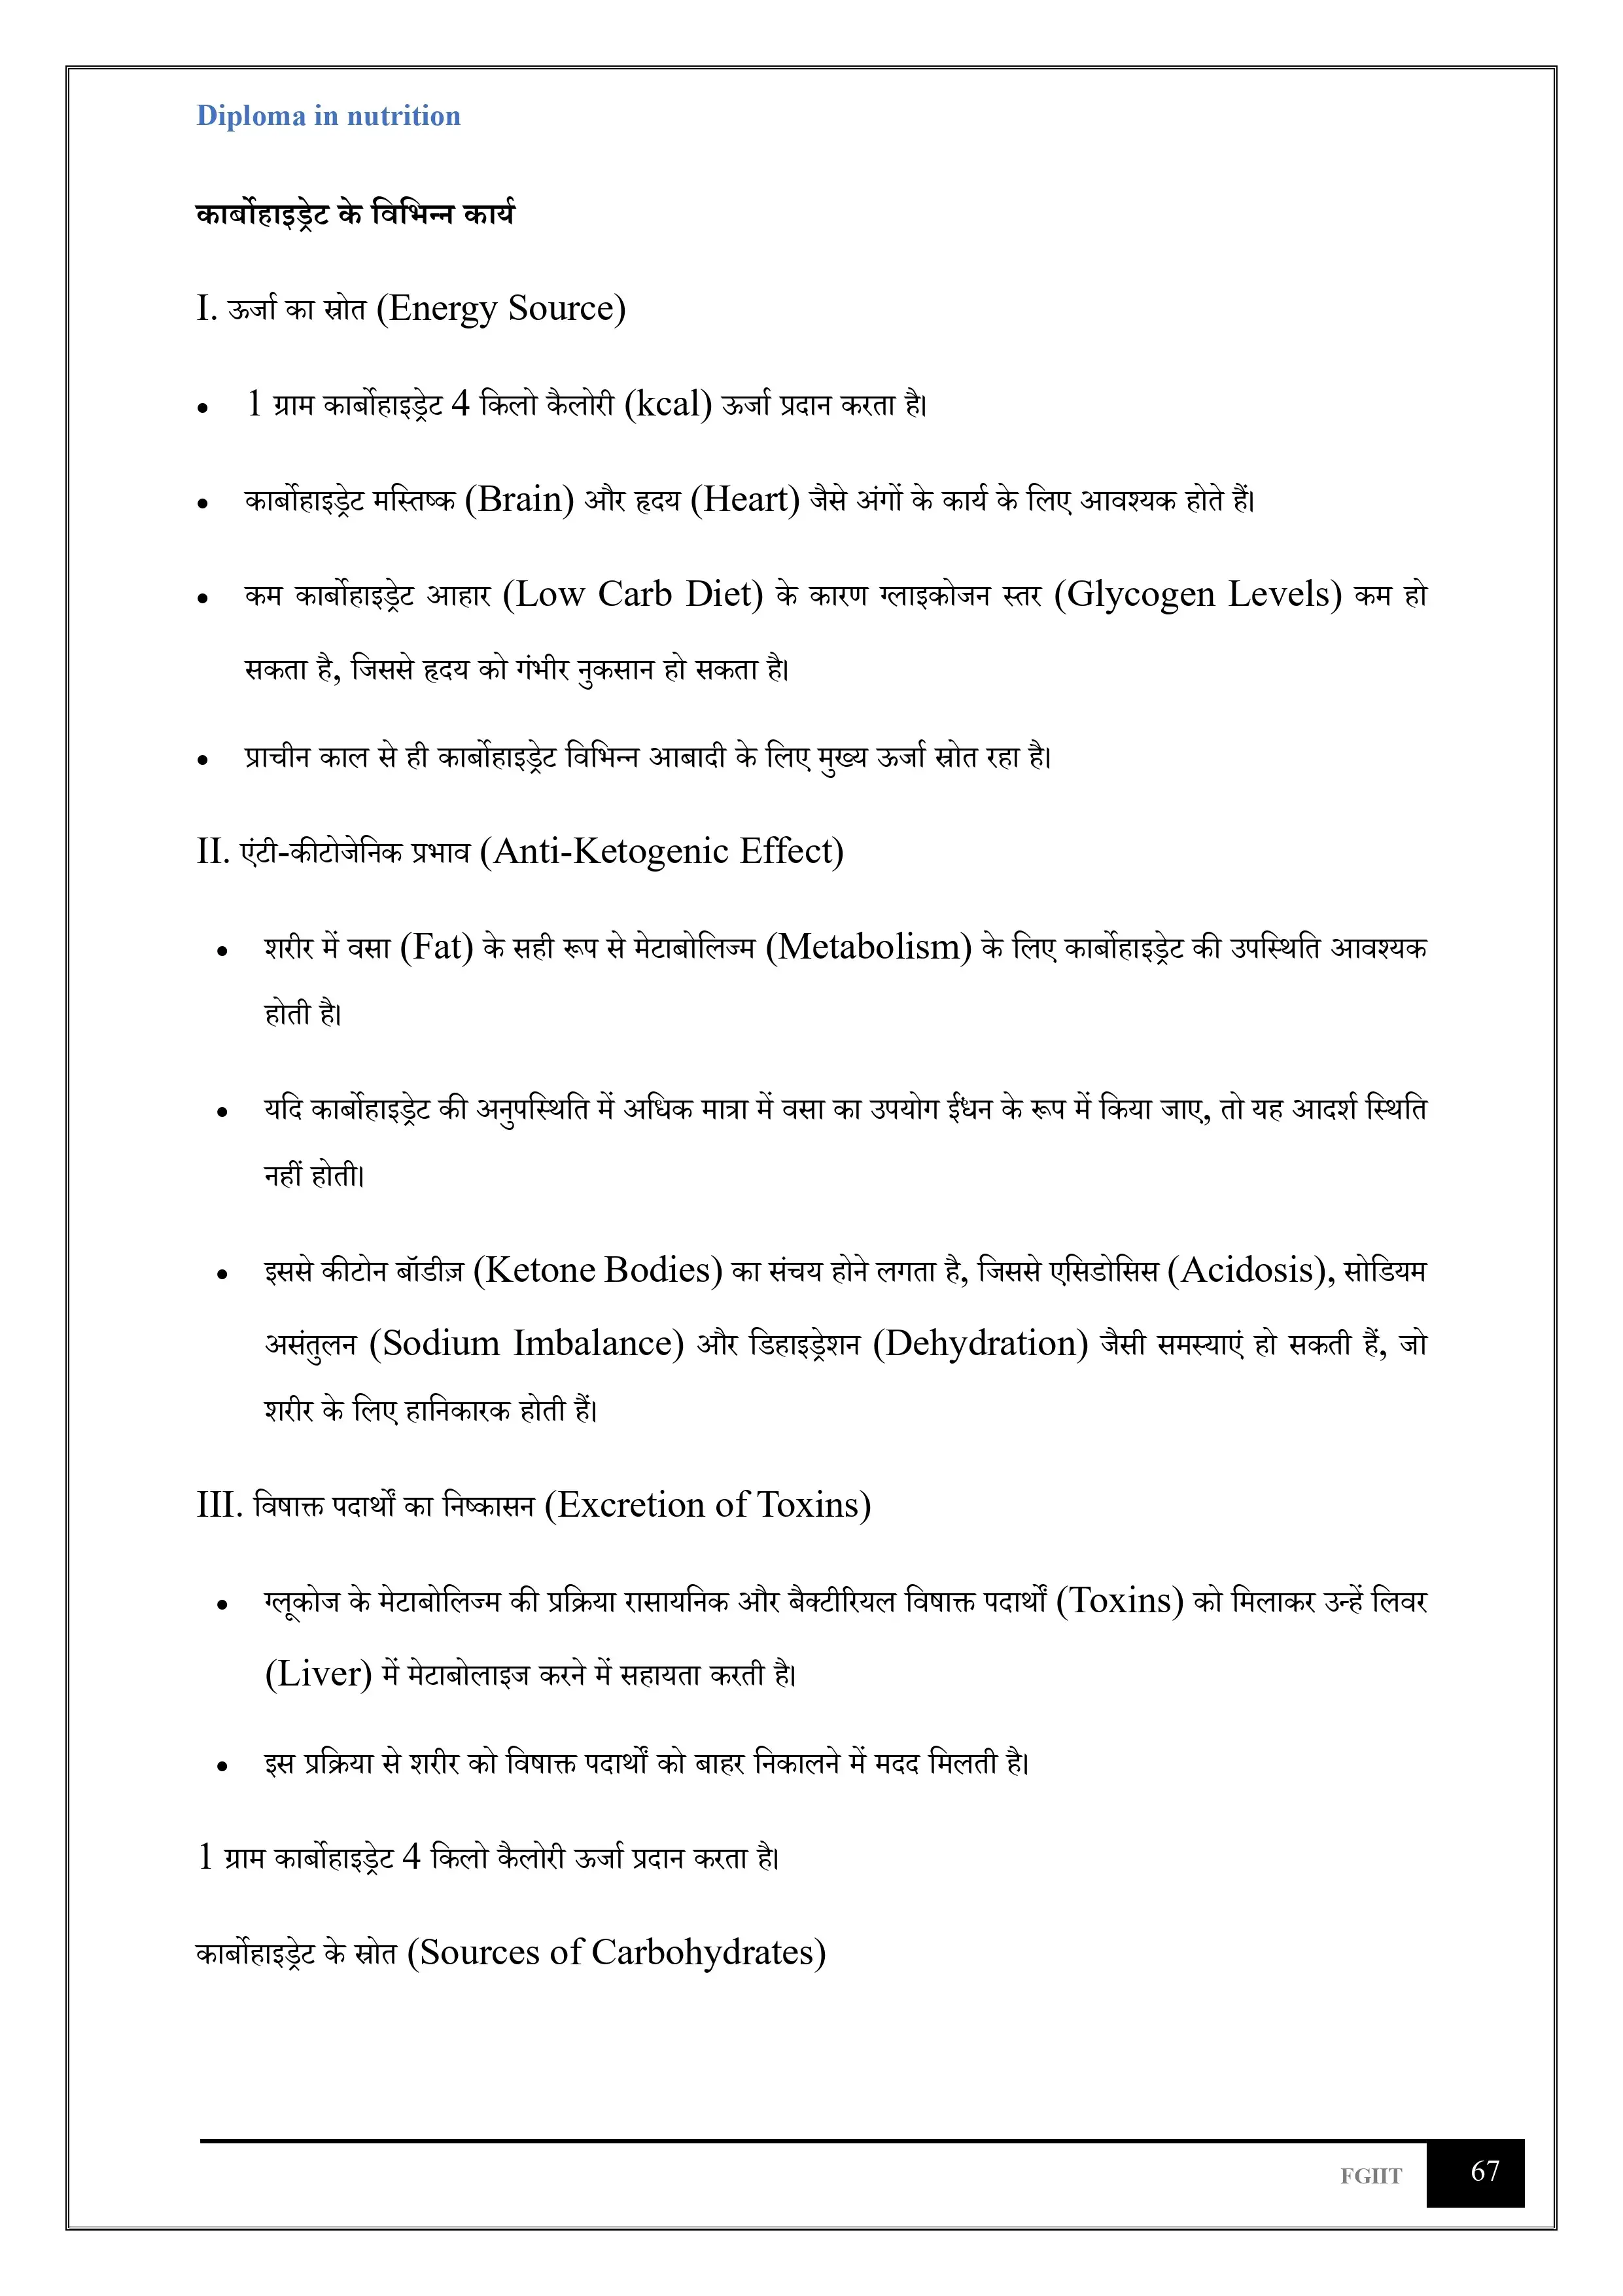 Diploma in nutrition
कार्बोहाइड्रेट के विभिन्न कार्य
I. ऊर्जा का स्रोत (Energy Source)
• 1 ग्राम कार्बोहाइड्रेट 4 किलो कैलोरी (kcal) ऊर्जा प्रदान करता है।
• कार्बोहाइड्रेट मस्तिष्क (Brain) और हृदय (Heart) जैसे अंगों के कार्य के लिए आवश्यक होते हैं।
• कम कार्बोहाइड्रेट आहार (Low Carb Diet) के कारण ग्लाइकोजन स्तर (Glycogen Levels) कम हो
सकता है, जिससे हृदय को गंभीर नुकसान हो सकता है।
• प्राचीन काल से ही कार्बोहाइड्रेट विभिन्न आबादी के लिए मुख्य ऊर्जा स्रोत रहा है।
II. एंटी-कीटोजेनिक प्रभाव (Anti-Ketogenic Effect)
• शरीर में वसा (Fat) के सही रूप से मेटाबोलिज्म (Metabolism) के लिए कार्बोहाइड्रेट की उपस्थिति आवश्यक
होती है।
• यदि कार्बोहाइड्रेट की अनुपस्थिति में अधिक मात्रा में वसा का उपयोग ईंधन के रूप में किया जाए, तो यह आदर्श स्थिति
नहीं होती।
• इससे कीटोन बॉडीज़ (Ketone Bodies) का संचय होने लगता है, जिससे एसिडोसिस (Acidosis), सोडियम
असंतुलन (Sodium Imbalance) और डिहाइड्रेशन (Dehydration) जैसी समस्याएं हो सकती हैं, जो
शरीर के लिए हानिकारक होती हैं।
III. विषाक्त पदार्थों का निष्कासन (Excretion of Toxins)
• ग्लूकोज के मेटाबोलिज्म की प्रक्रिया रासायनिक और बैक्टीरियल विषाक्त पदार्थों (Toxins) को मिलाकर उन्हें लिवर
(Liver) में मेटाबोलाइज करने में सहायता करती है।
• इस प्रक्रिया से शरीर को विषाक्त पदार्थों को बाहर निकालने में मदद मिलती है।
1 ग्राम कार्बोहाइड्रेट 4 किलो कैलोरी ऊर्जा प्रदान करता है।
कार्बोहाइड्रेट के स्रोत (Sources of Carbohydrates)
FGIIT 67